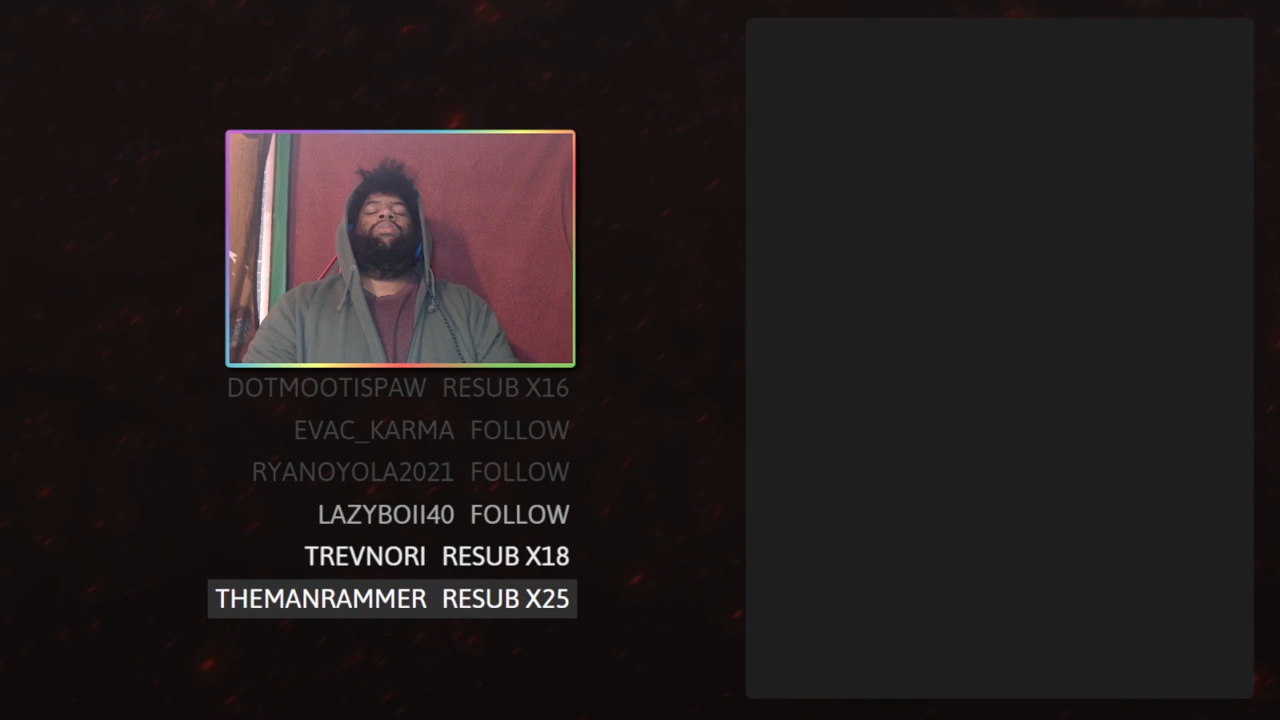 DOTMOOTISPAW RESUB X16
EVAC_KARMA FOLLOW
RYANOYOLA2021 FOLLOW
LAZYBOII40 FOLLOW
TREVNORI RESUB X18
THEMANRAMMER RESUB X25